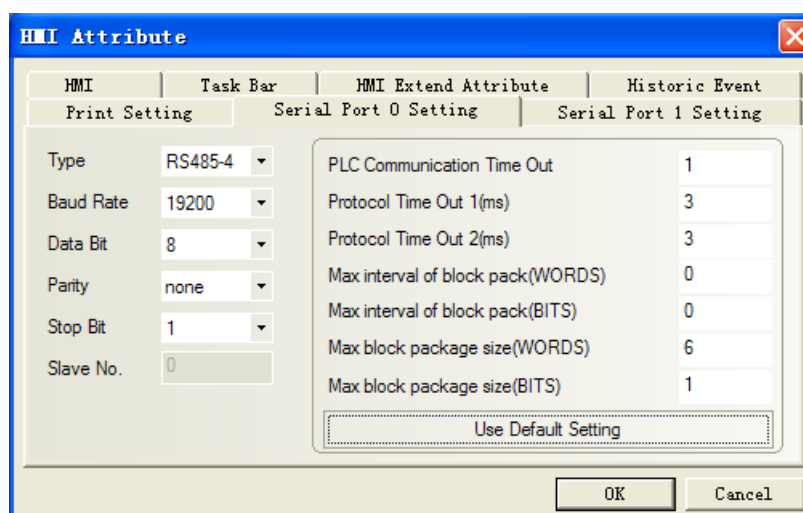 HMI Attribute
HMI Task Bar HMI Extend Attribute Historic Event
Print Setting Serial Port 0 Setting Serial Port 1 Setting
Type RS485-4
Baud Rate 19200
Data Bit 8
Parity none
Stop Bit 1
Slave No. 0
PLC Communication Time Out 1
Protocol Time Out 1(ms) 3
Protocol Time Out 2(ms) 3
Max interval of block pack(WORDS) 0
Max interval of block pack(BITS) 0
Max block package size(WORDS) 6
Max block package size(BITS) 1
Use Default Setting
OK Cancel